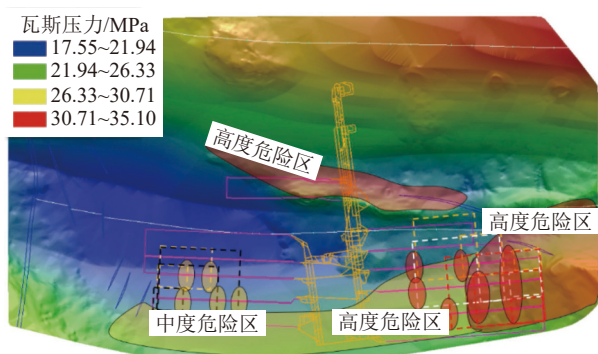 瓦斯压力/MPa
17.55~21.94
21.94~26.33
26.33~30.71
30.71~35.10
高度危险区
高度危险区
中度危险区
高度危险区